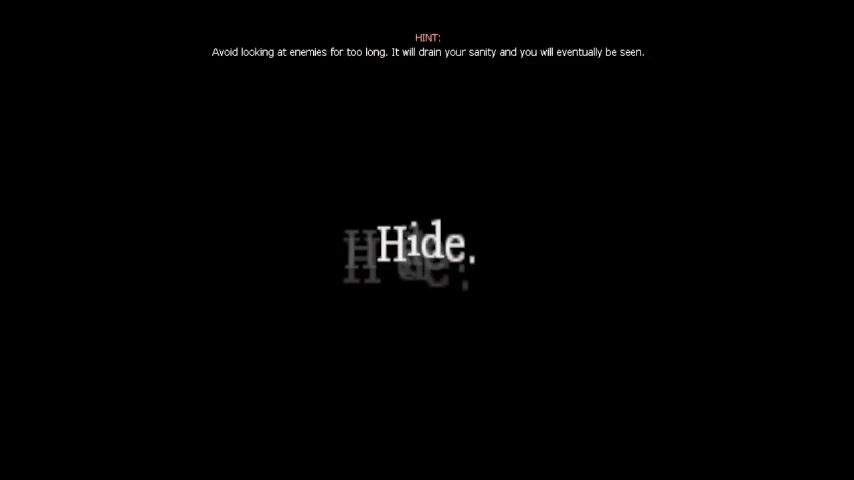 HINT:
Avoid looking at enemies for too long. It will drain your sanity and you will eventually be seen.
Hide.